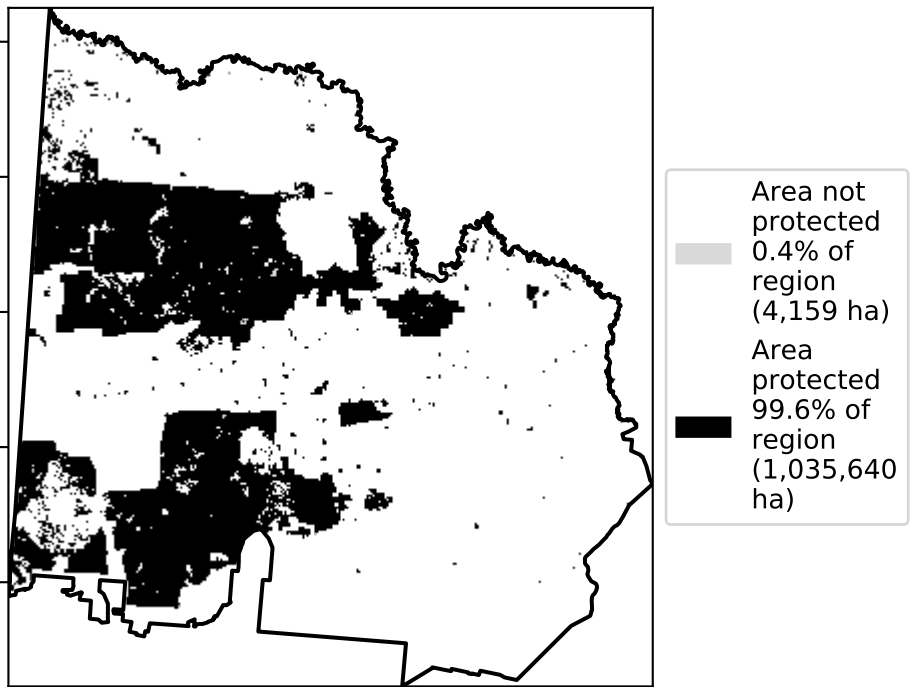 Area not
protected
0.4% of
region
(4,159 ha)
Area
protected
99.6% of
region
(1,035,640
ha)